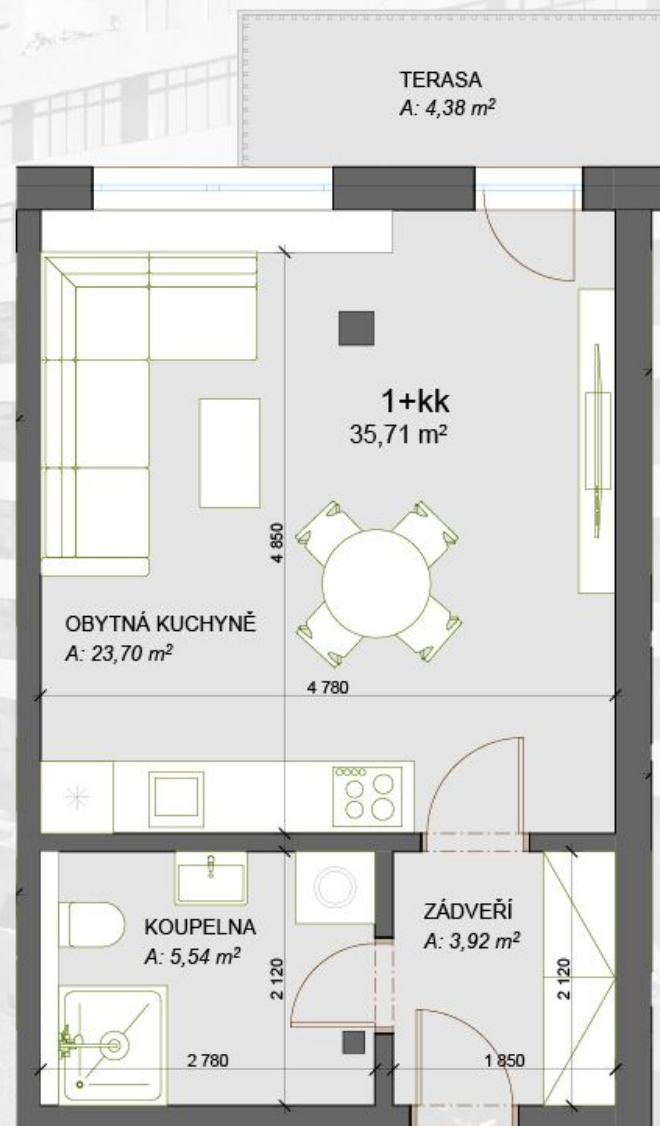 TERASA
A: 4,38 m²
1+kk
35,71 m²
4 850
OBYTNÁ KUCHYNĚ
A: 23,70 m²
4 780
KOUPELNA
A: 5,54 m²
ZÁDVEŘÍ
A: 3,92 m²
2 120
2 120
2 780
1 850